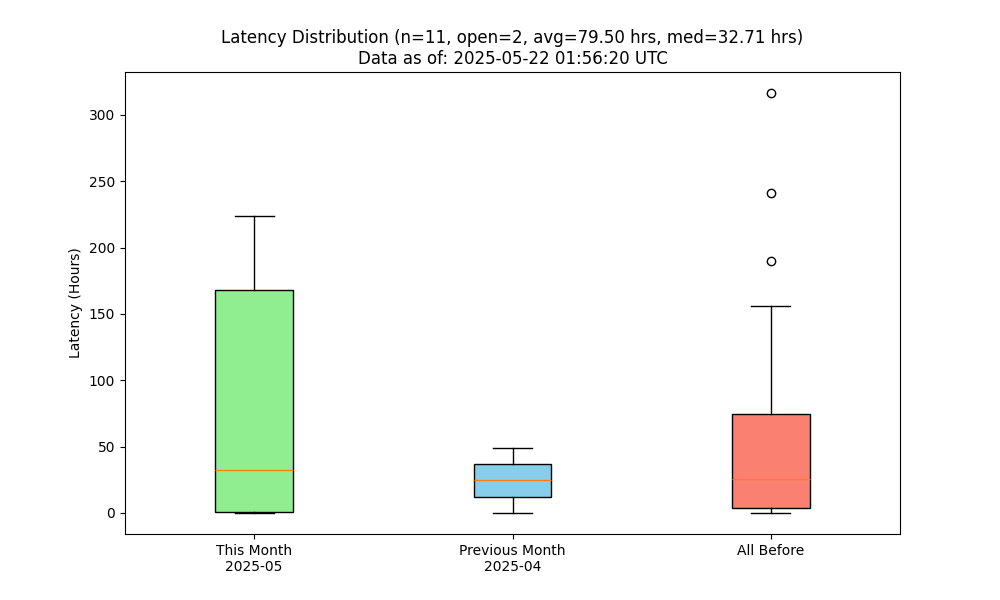 Latency Distribution (n=11, open=2, avg=79.50 hrs, med=32.71 hrs)
Data as of: 2025-05-22 01:56:20 UTC
Latency (Hours)
300
250
200
150
100
50
0
This Month
2025-05
Previous Month
2025-04
All Before